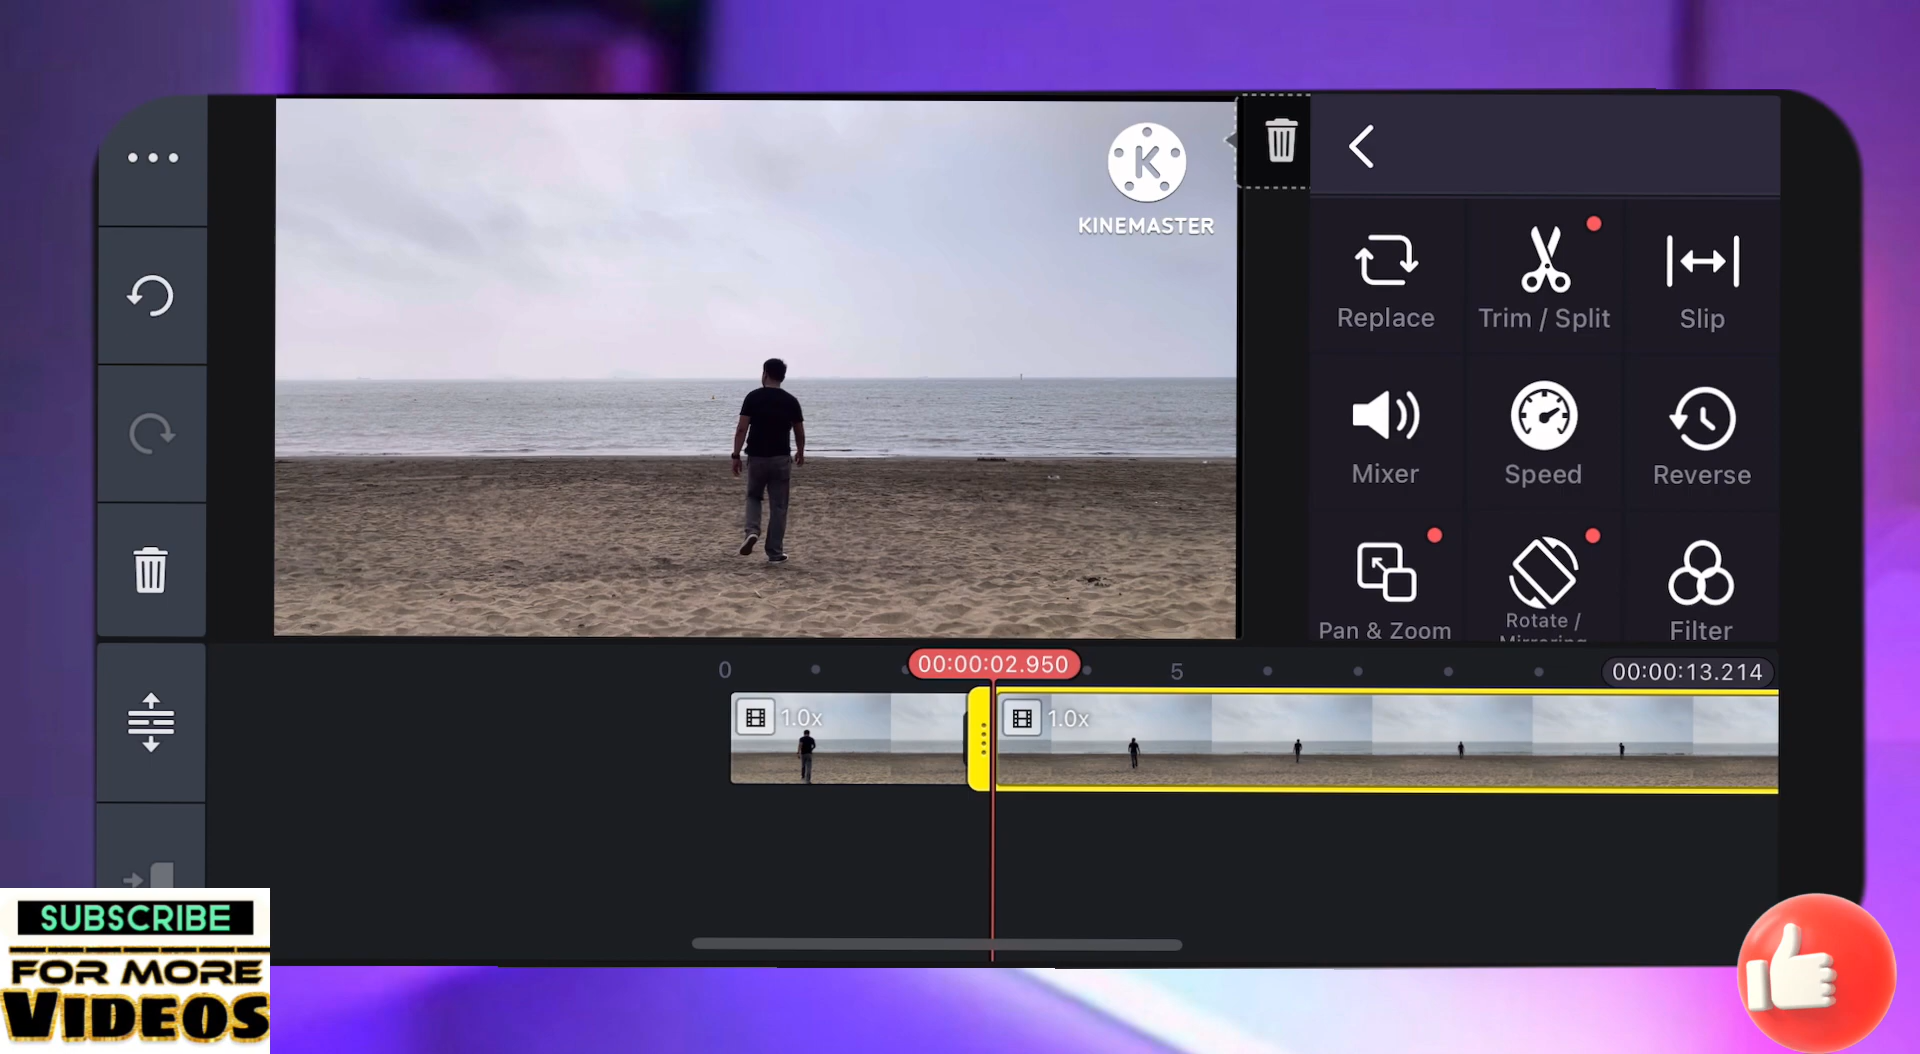 K
KINEMASTER
Replace
Trim / Split
Slip
Mixer
Speed
Reverse
Pan & Zoom
Rotate /
Mirroring
Filter
0
00:00:02.950
5
00:00:13.214
1.0x
1.0x
SUBSCRIBE
FOR MORE
VIDEOS